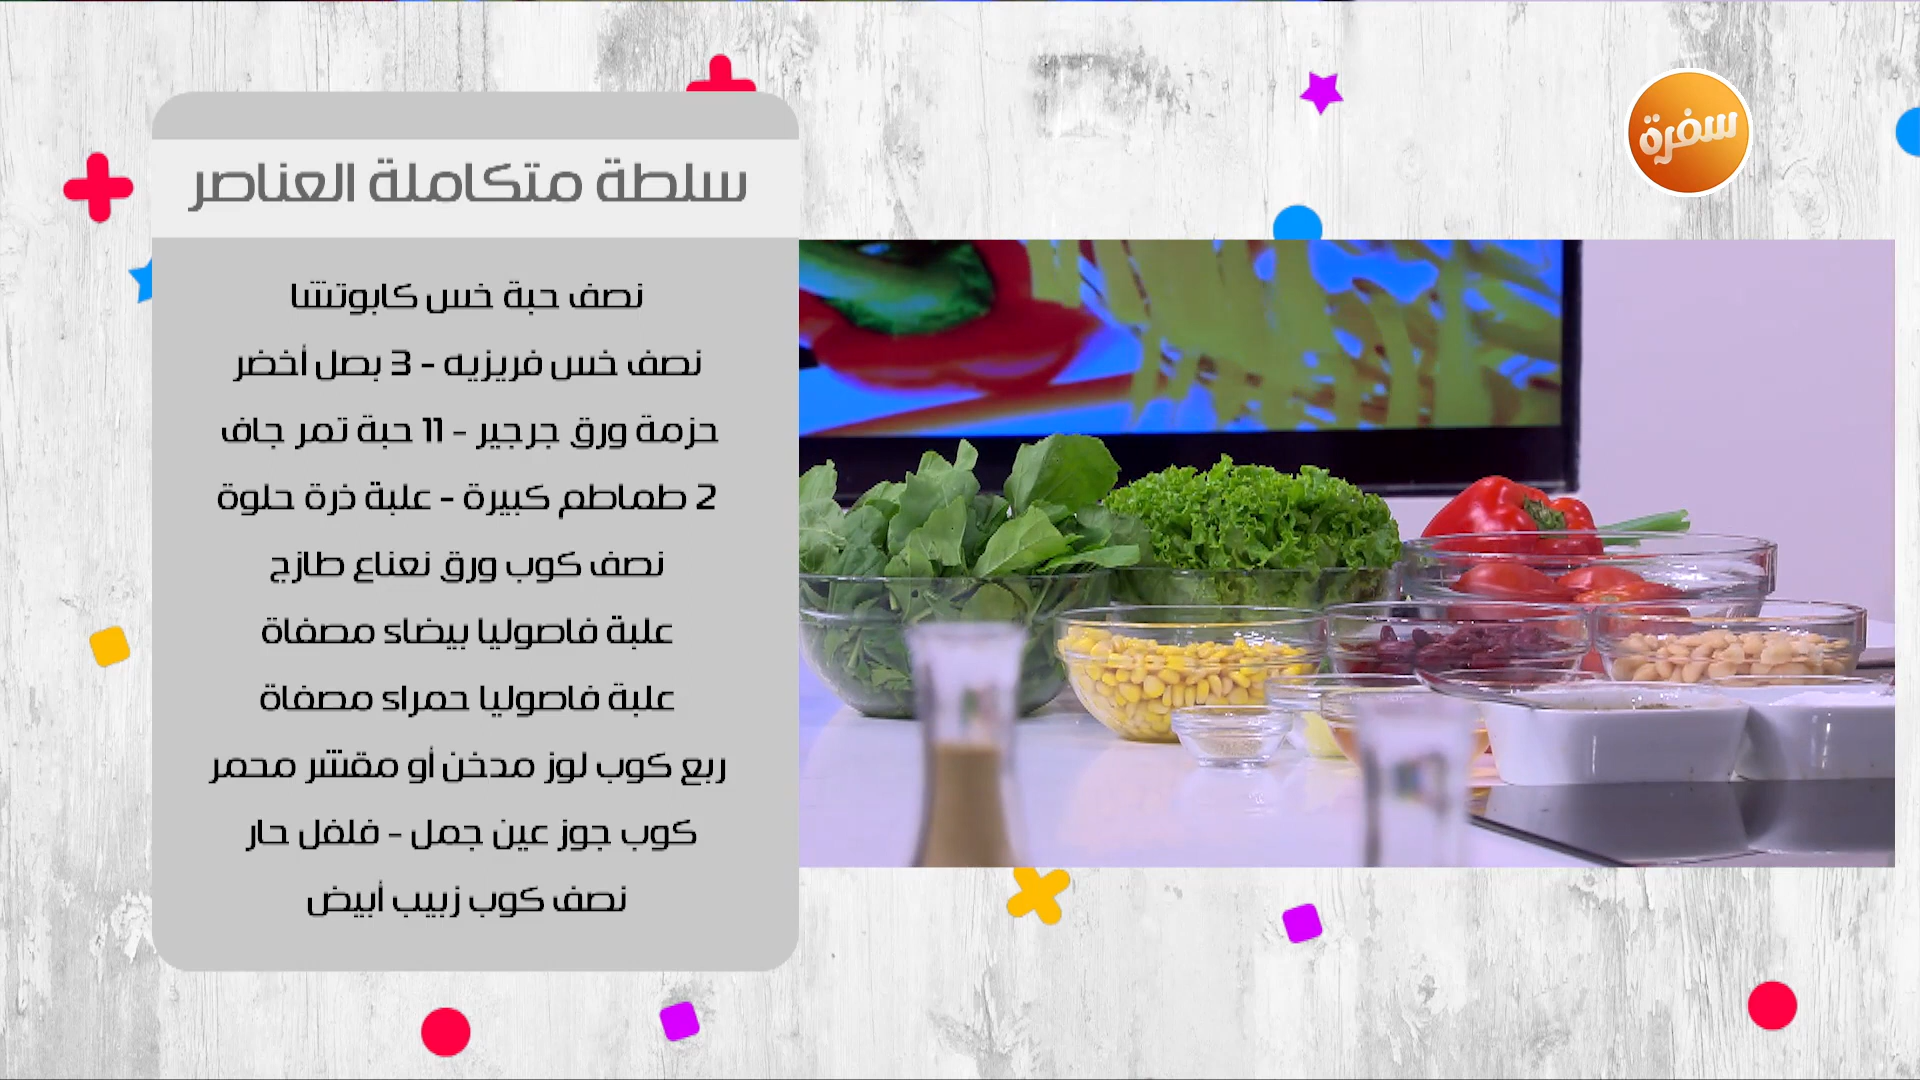 سفرة
سلطة متكاملة العناصر
نصف حبة خس كابوتشا
نصف خس فريزيه - 3 بصل أخضر
حزمة ورق جرجير - 11 حبة تمر جاف
2 طماطم كبيرة - علبة ذرة حلوة
نصف كوب ورق نعناع طازج
علبة فاصوليا بيضاء مصفاة
علبة فاصوليا حمراء مصفاة
ربع كوب لوز مدخن أو مقشر محمر
كوب جوز عين جمل - فلفل حار
نصف كوب زبيب أبيض